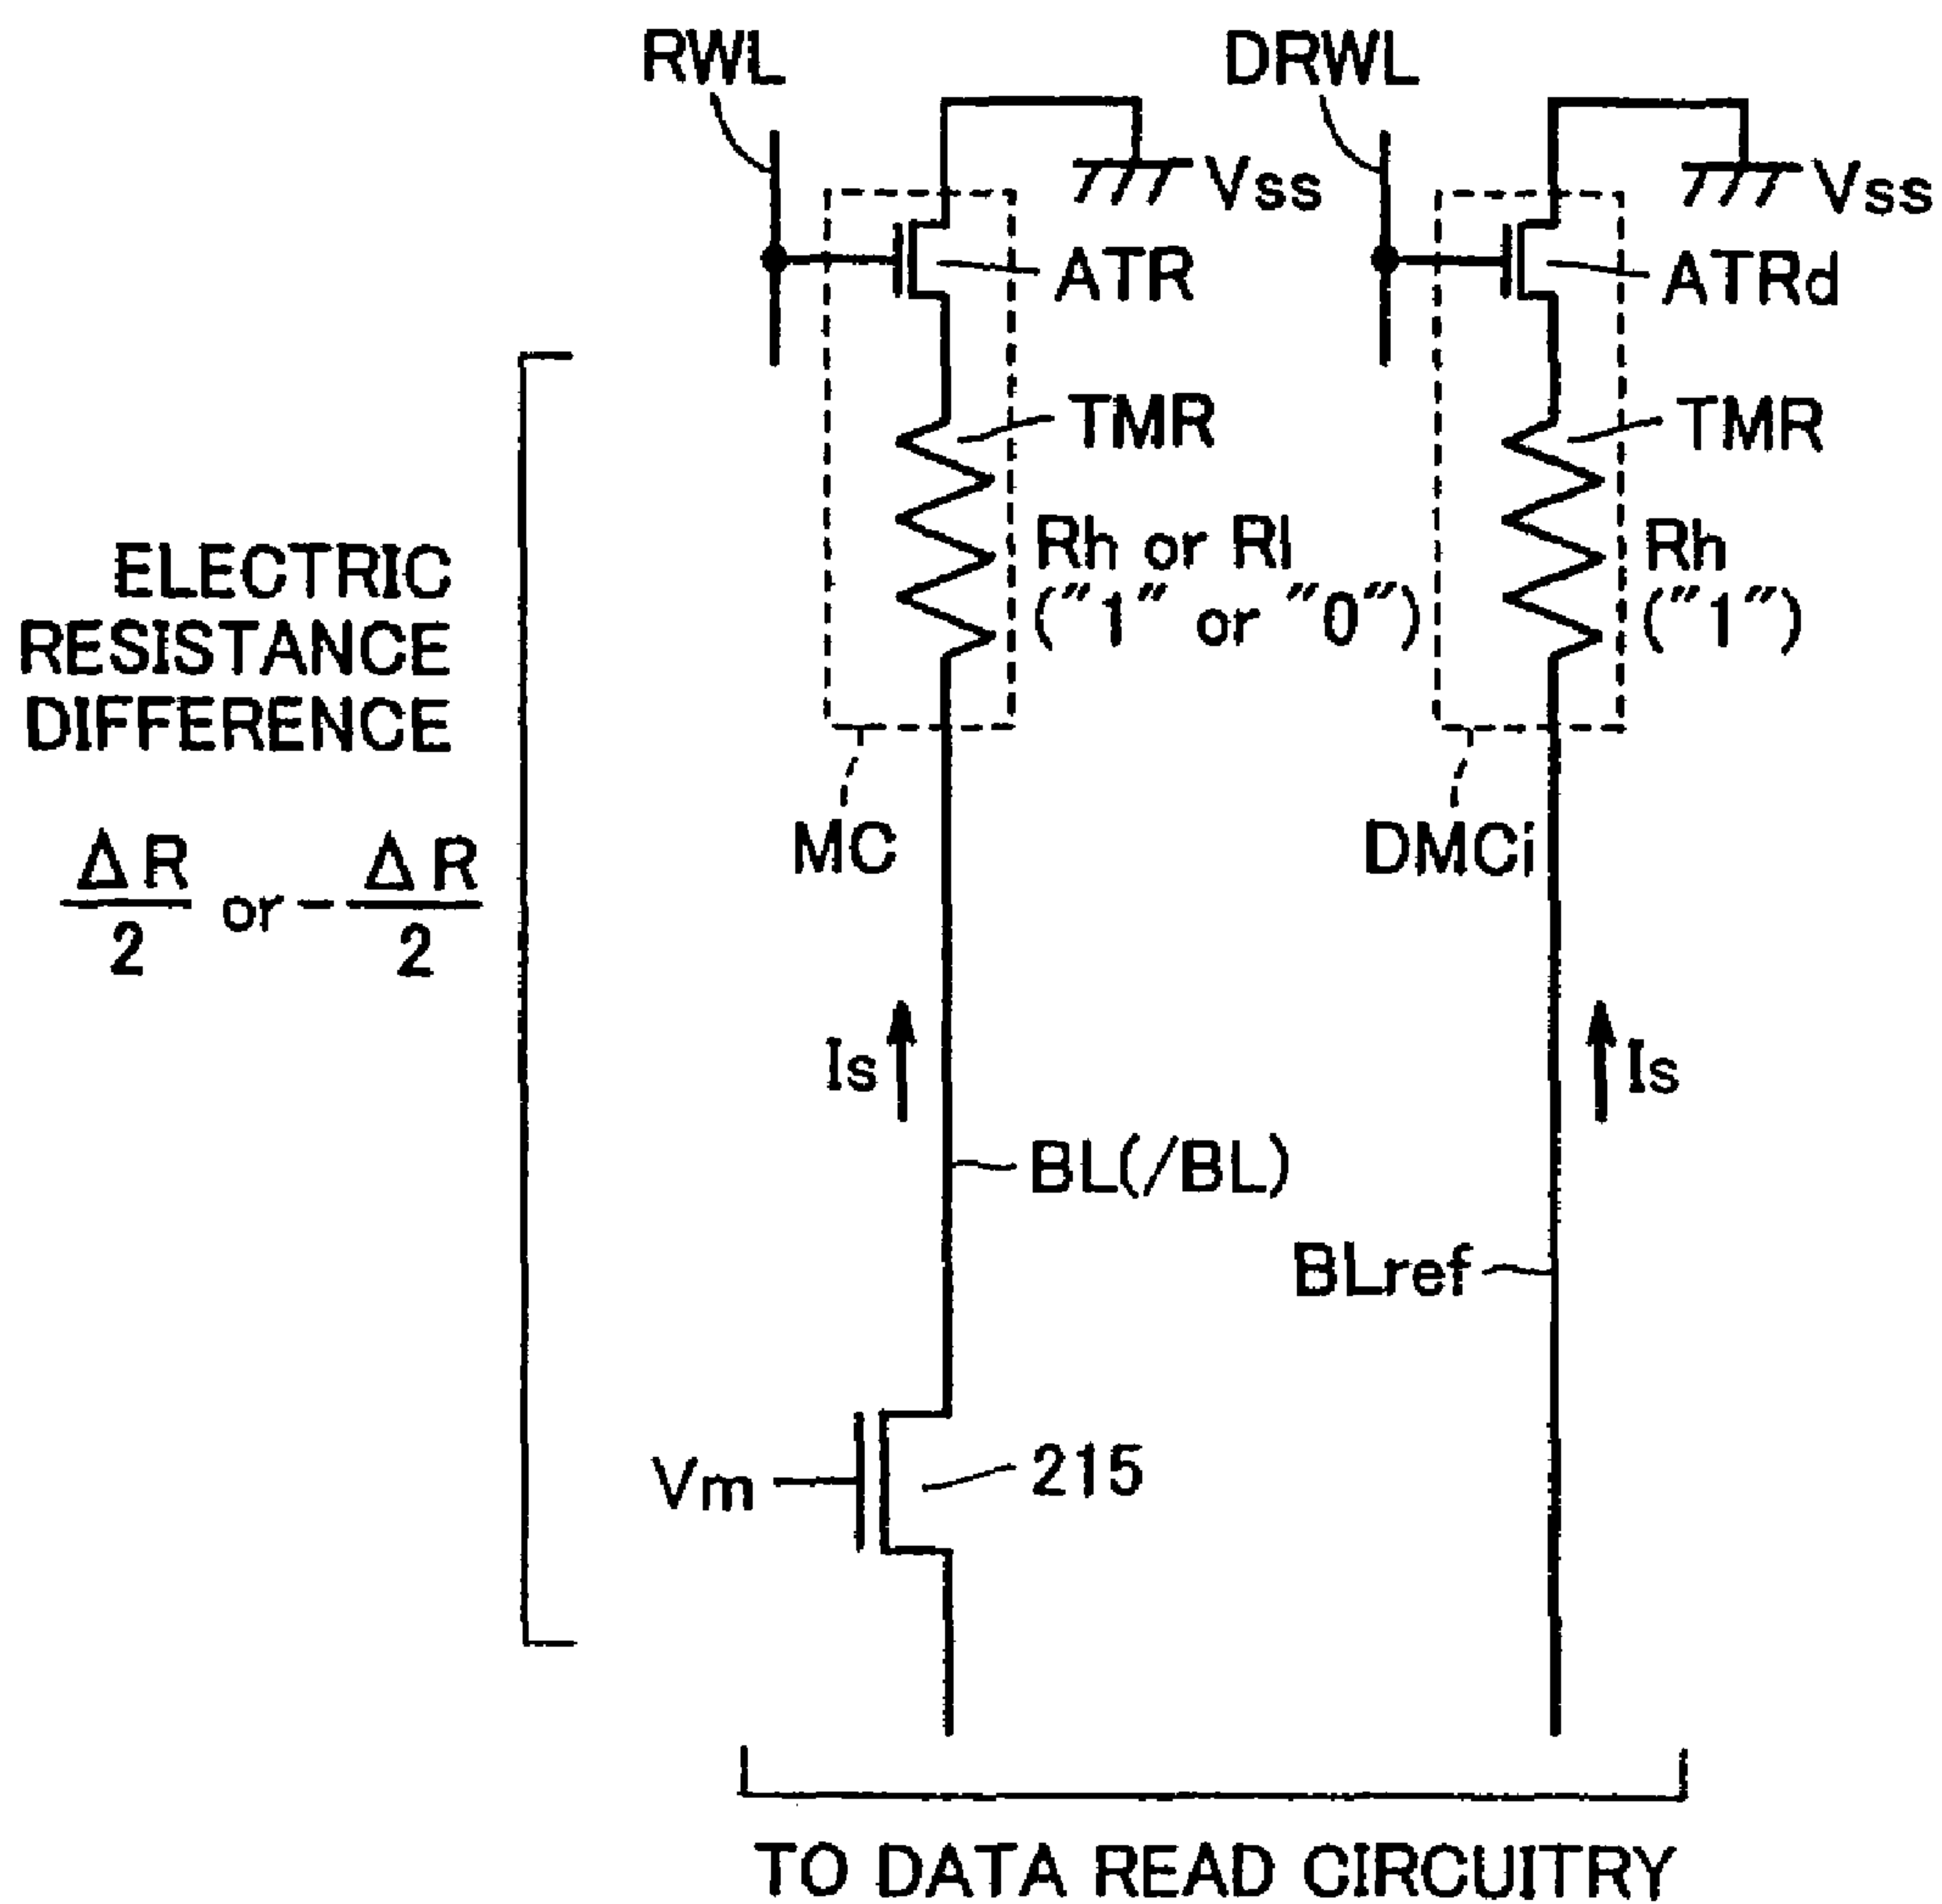 RWL
DRWL
Vss
Vss
ATR
ATRd
TMR
TMR
Rh or Rl
("1" or "0")
Rh
("1")
ELECTRIC
RESISTANCE
DIFFERENCE
ΔR/2 or -ΔR/2
MC
DMCi
Is
Is
BL(/BL)
BLref
Vm
215
TO DATA READ CIRCUITRY